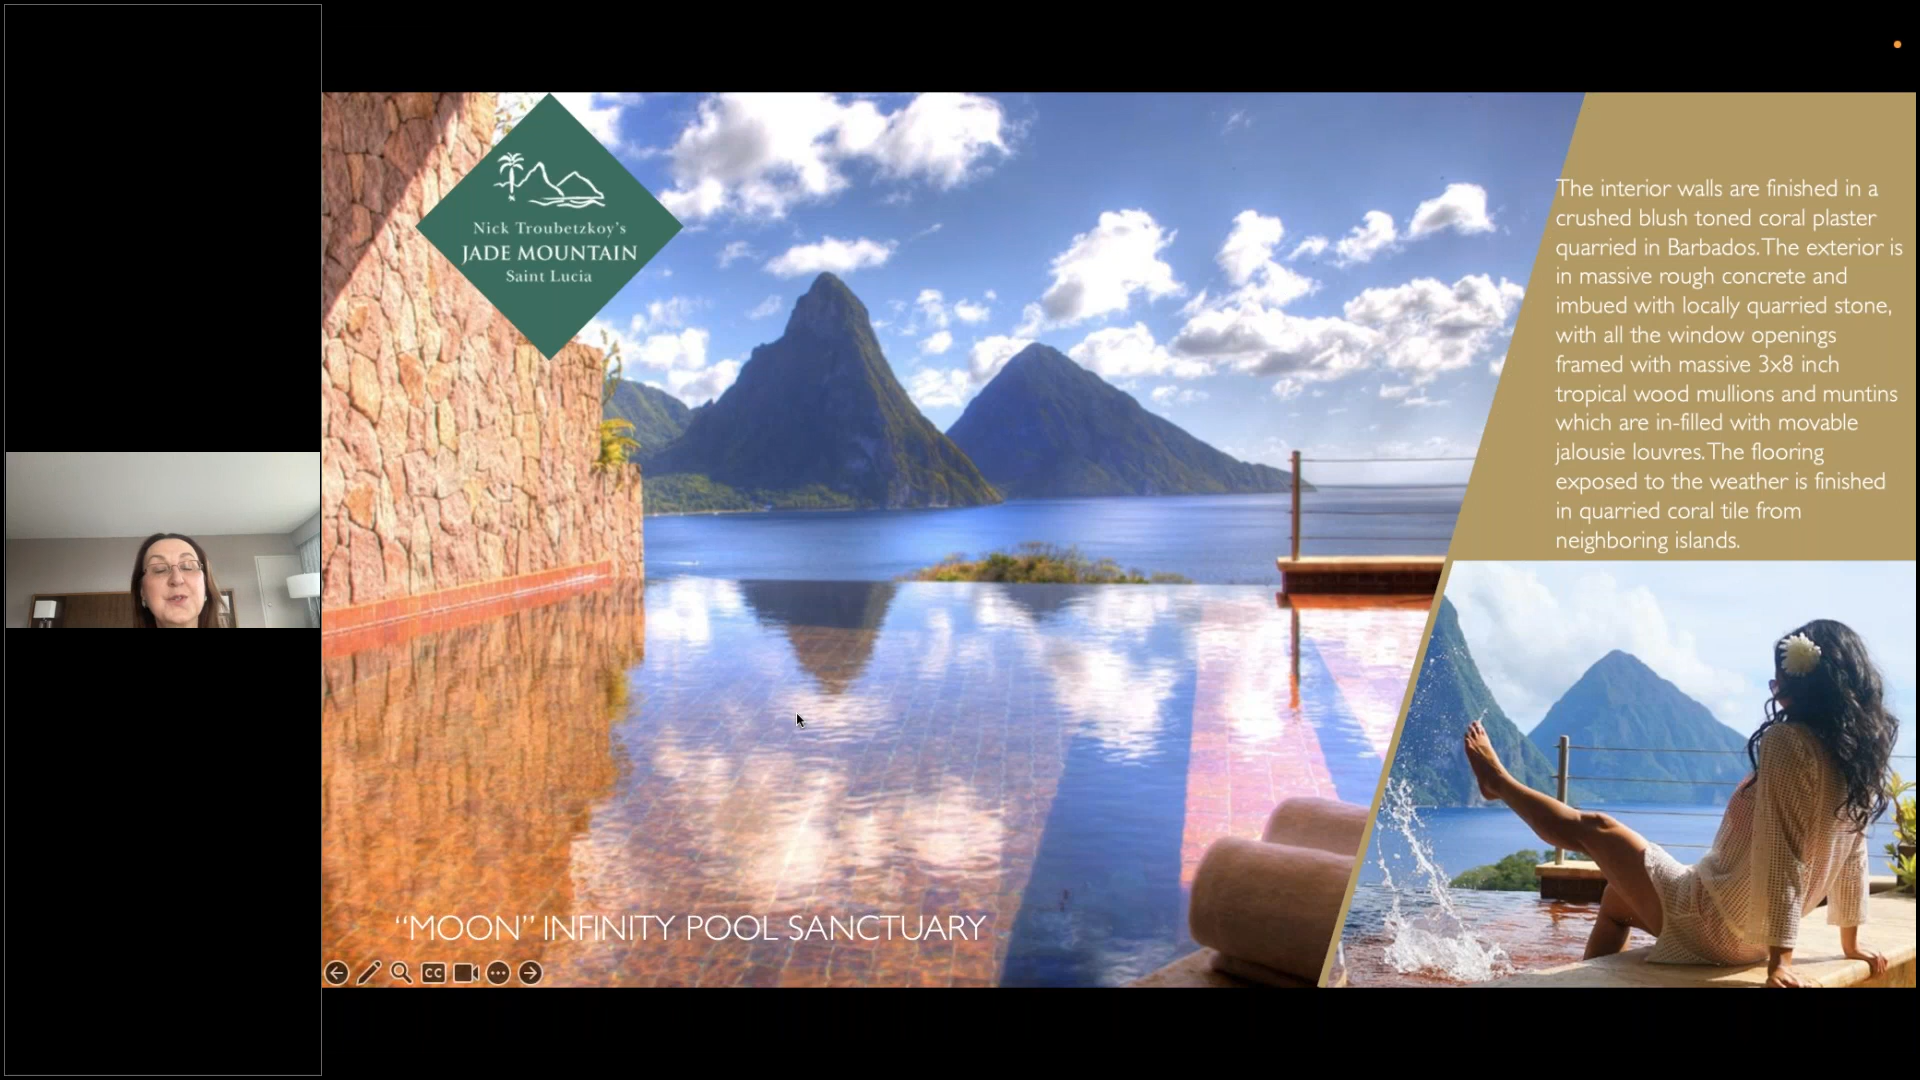 Nick Troubetzkoy's
JADE MOUNTAIN
Saint Lucia
The interior walls are finished in a
crushed blush toned coral plaster
quarried in Barbados. The exterior is
in massive rough concrete and
imbued with locally quarried stone,
with all the window openings
framed with massive 3x8 inch
tropical wood mullions and muntins
which are in-filled with movable
jalousie louvres. The flooring
exposed to the weather is finished
in quarried coral tile from
neighboring islands.
“MOON” INFINITY POOL SANCTUARY
CC